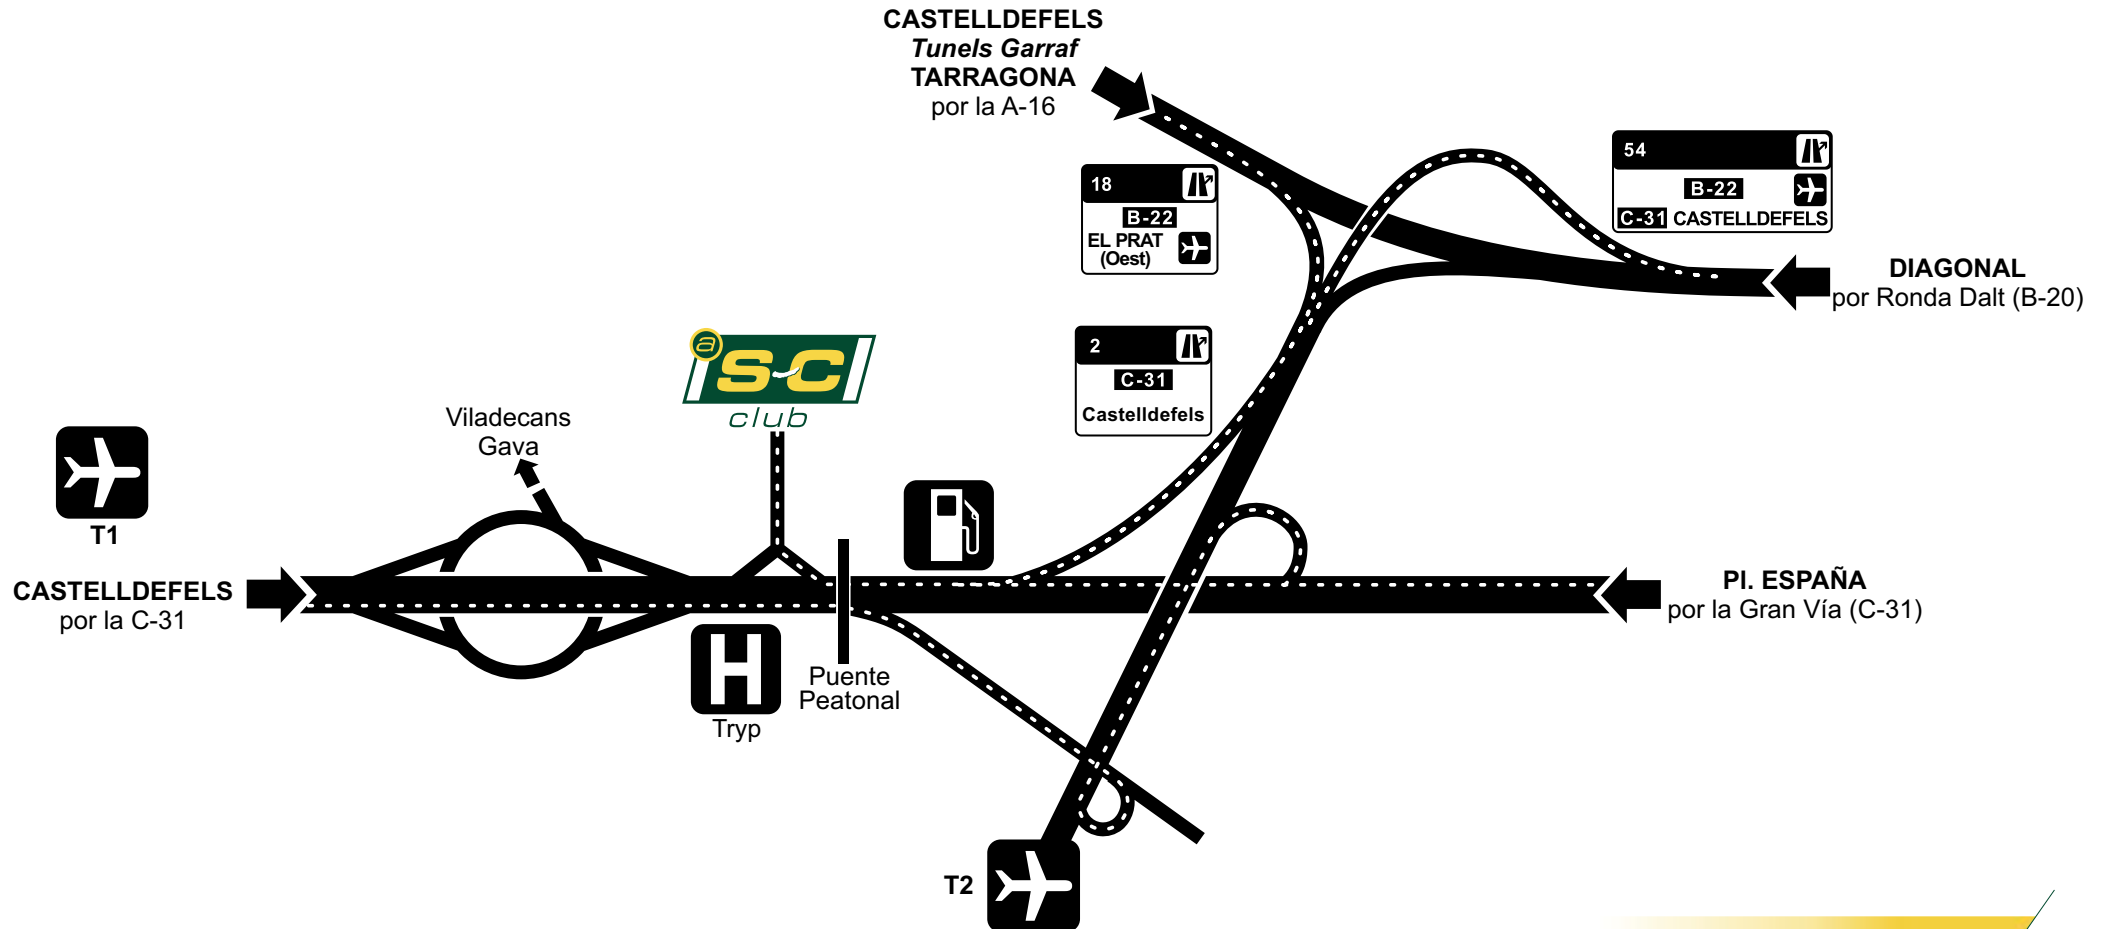 CASTELLDEFELS
Tunels Garraf
TARRAGONA
por la A-16
54
B-22
C-31 CASTELLDEFELS
18
B-22
EL PRAT
(Oest)
DIAGONAL
por Ronda Dalt (B-20)
2
C-31
Castelldefels
a
S-C
club
Viladecans
Gava
T1
CASTELLDEFELS
por la C-31
PI. ESPAÑA
por la Gran Vía (C-31)
H
Tryp
Puente
Peatonal
T2